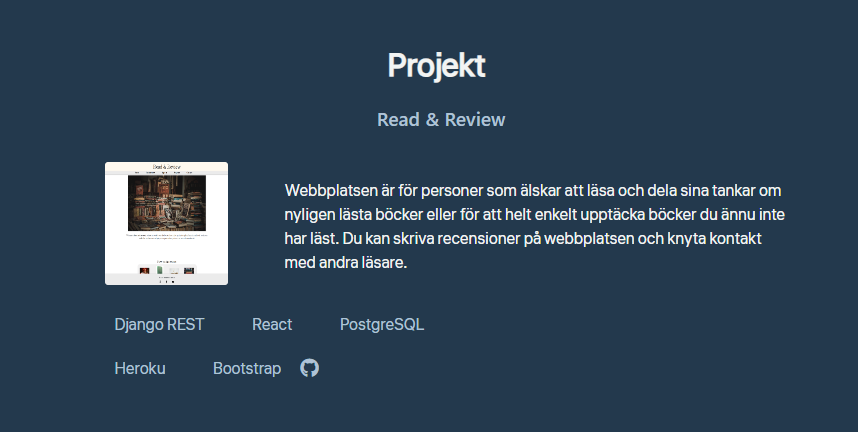 Projekt
Read & Review
Read & Review
Webbplatsen är för personer som älskar att läsa och dela sina tankar om
nyligen lästa böcker eller för att helt enkelt upptäcka böcker du ännu inte
har läst. Du kan skriva recensioner på webbplatsen och knyta kontakt
med andra läsare.
Django REST React PostgreSQL
Heroku Bootstrap